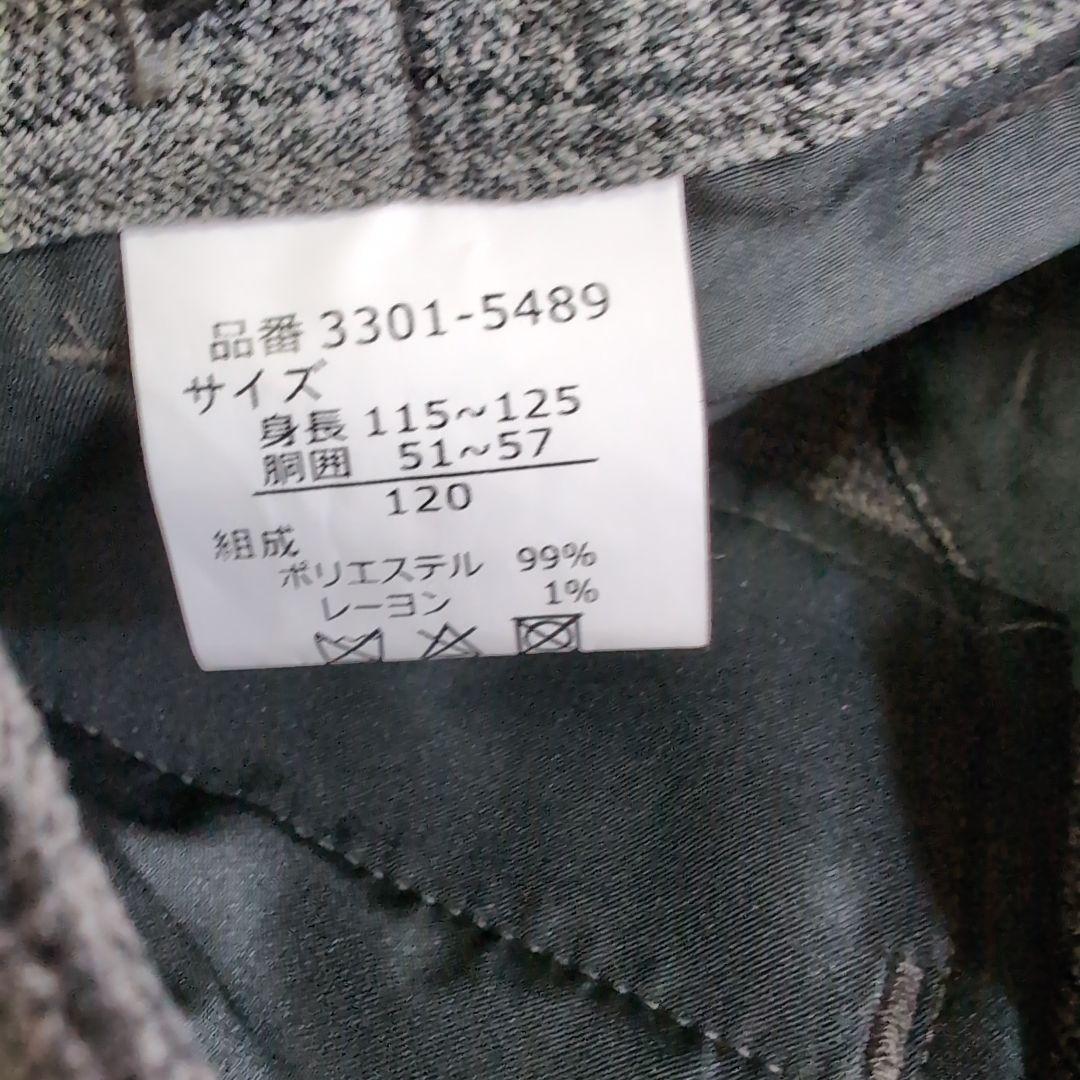 品番 3301-5489
サイズ
身長 115~125
胴囲 51~57
120
組成
ポリエステル 99%
レーヨン 1%